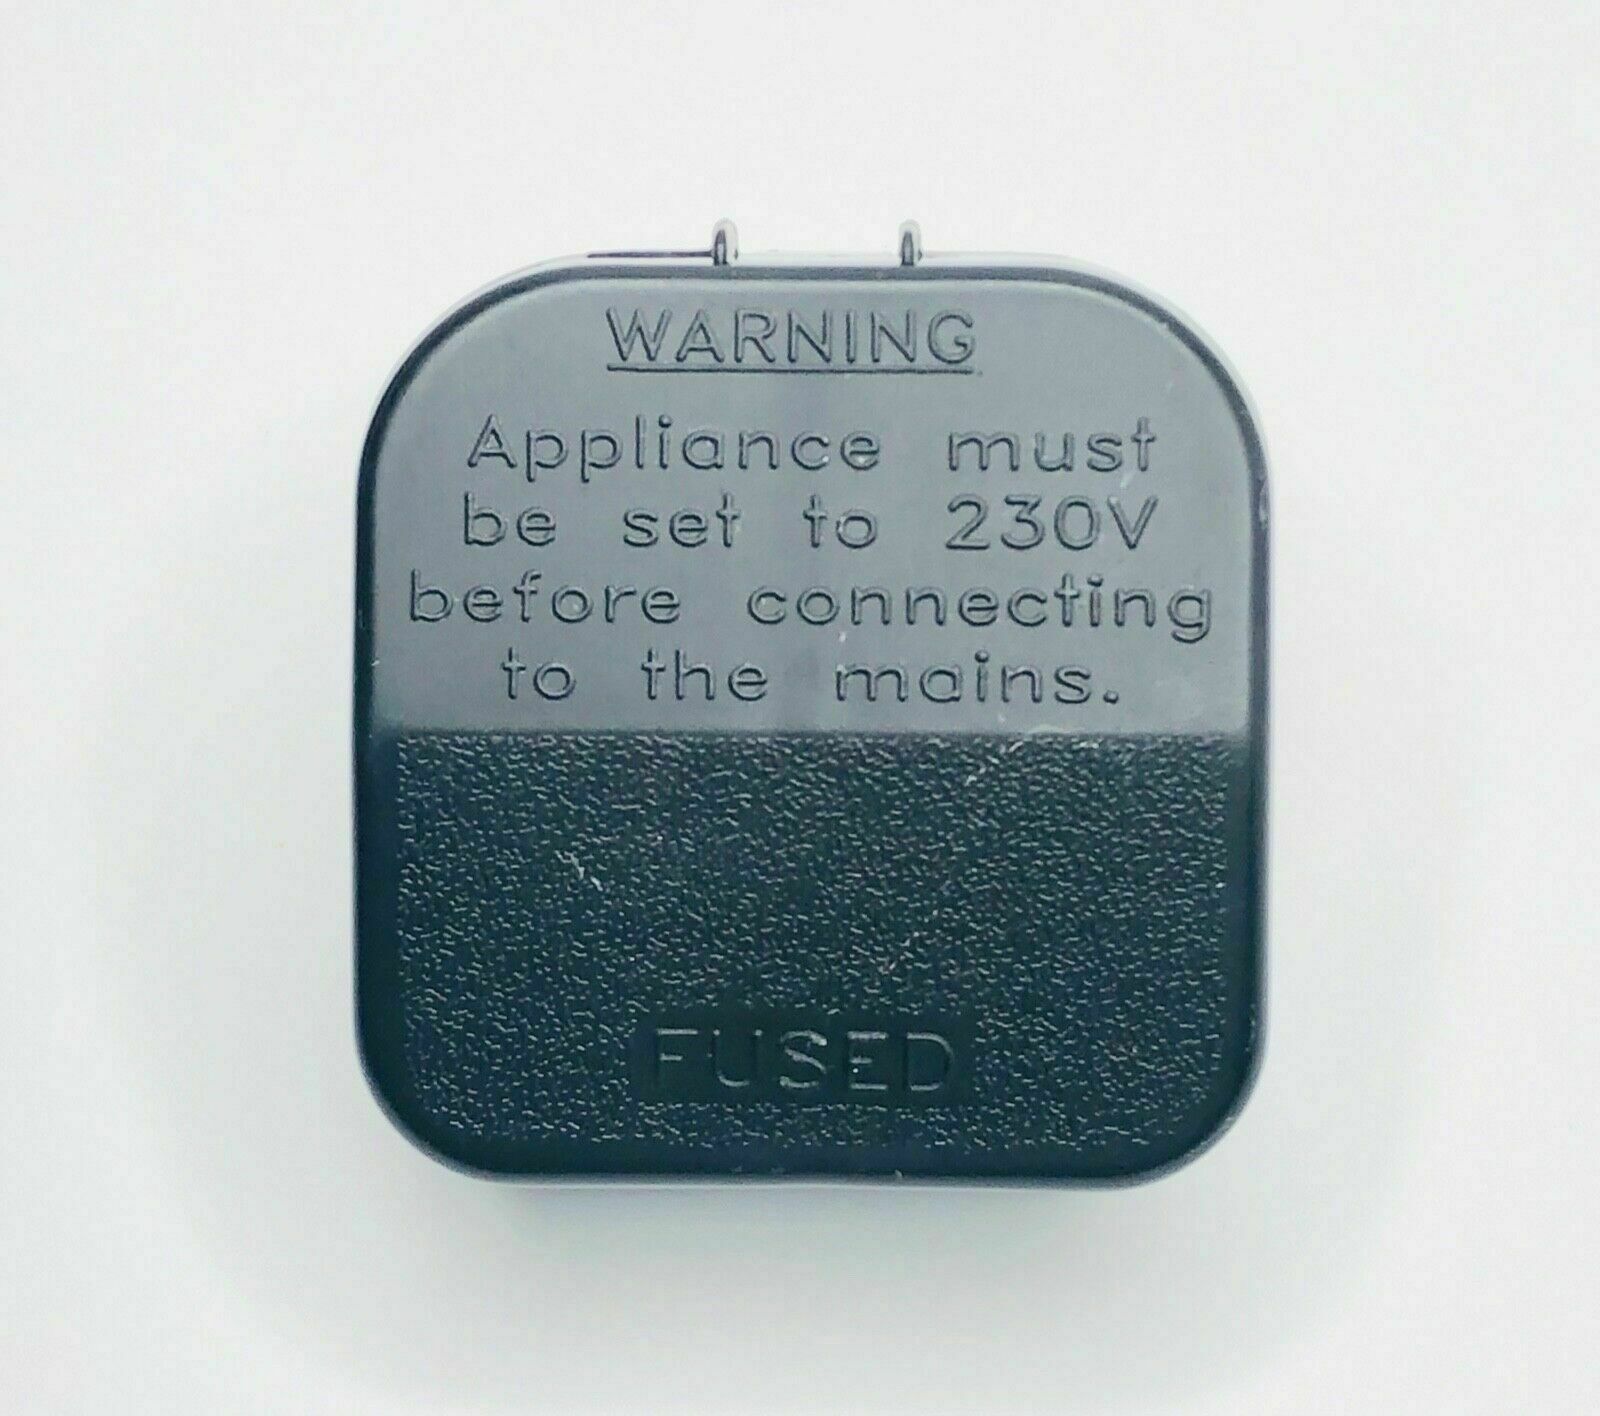 WARNING
Appliance must
be set to 230V
before connecting
to the mains.
FUSED